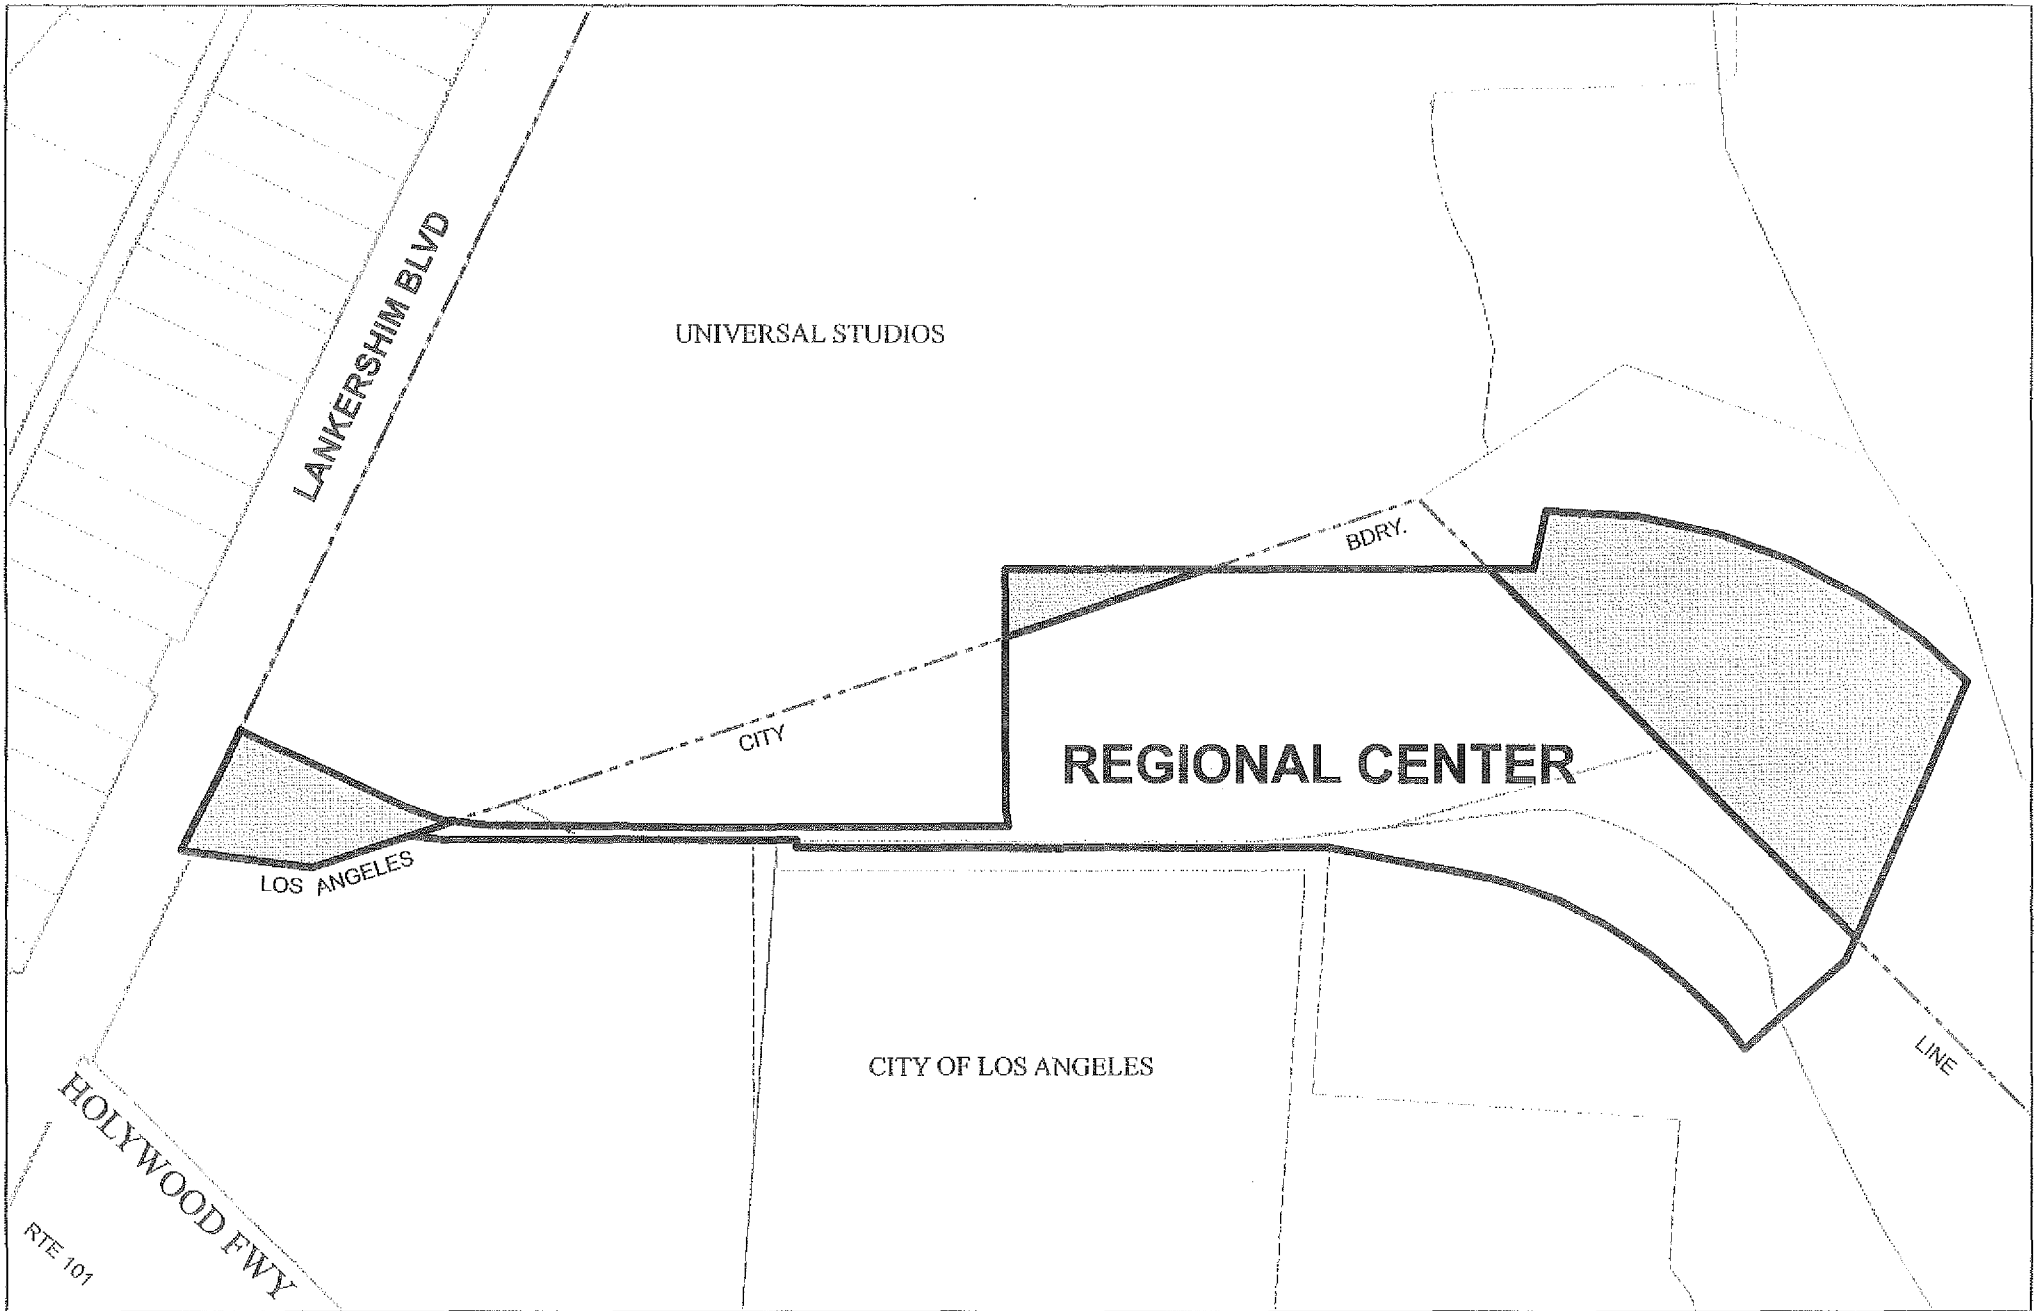 LANKERSHIM BLVD
UNIVERSAL STUDIOS
BDRY.
CITY
REGIONAL CENTER
LOS ANGELES
LINE
CITY OF LOS ANGELES
HOLYWOOD FWY
RTE 101